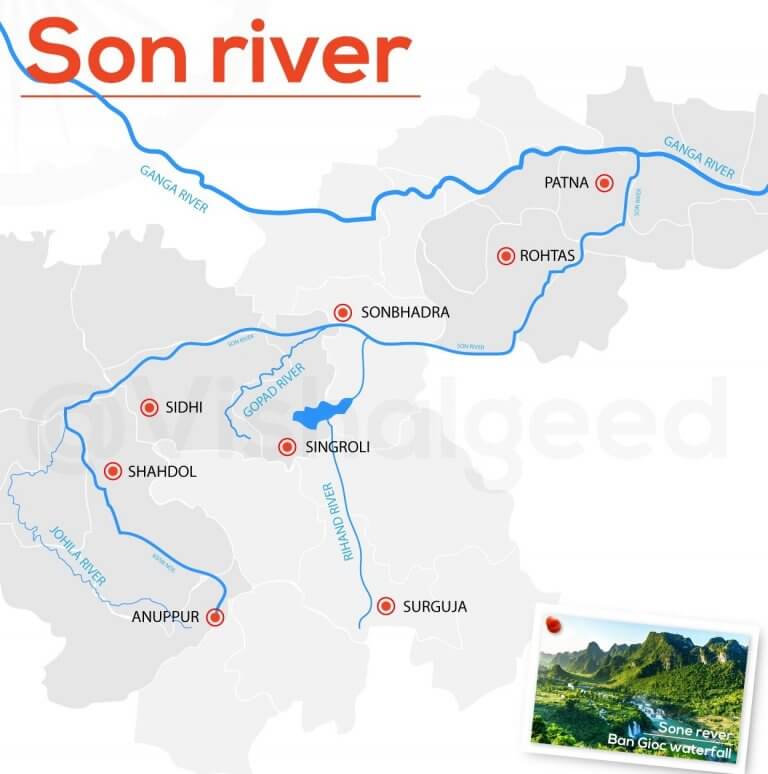 Son river
GANGA RIVER
GANGA RIVER
PATNA
SON RIVER
ROHTAS
SONBHADRA
SON RIVER
SON RIVER
GOPAD RIVER
@Vishalgeed
SIDHI
SINGROLI
SHAHDOL
RIHAND RIVER
JOHILA RIVER
SON RIVER
ANUPPUR
SURGUJA
Sone rever
Ban Gioc waterfall